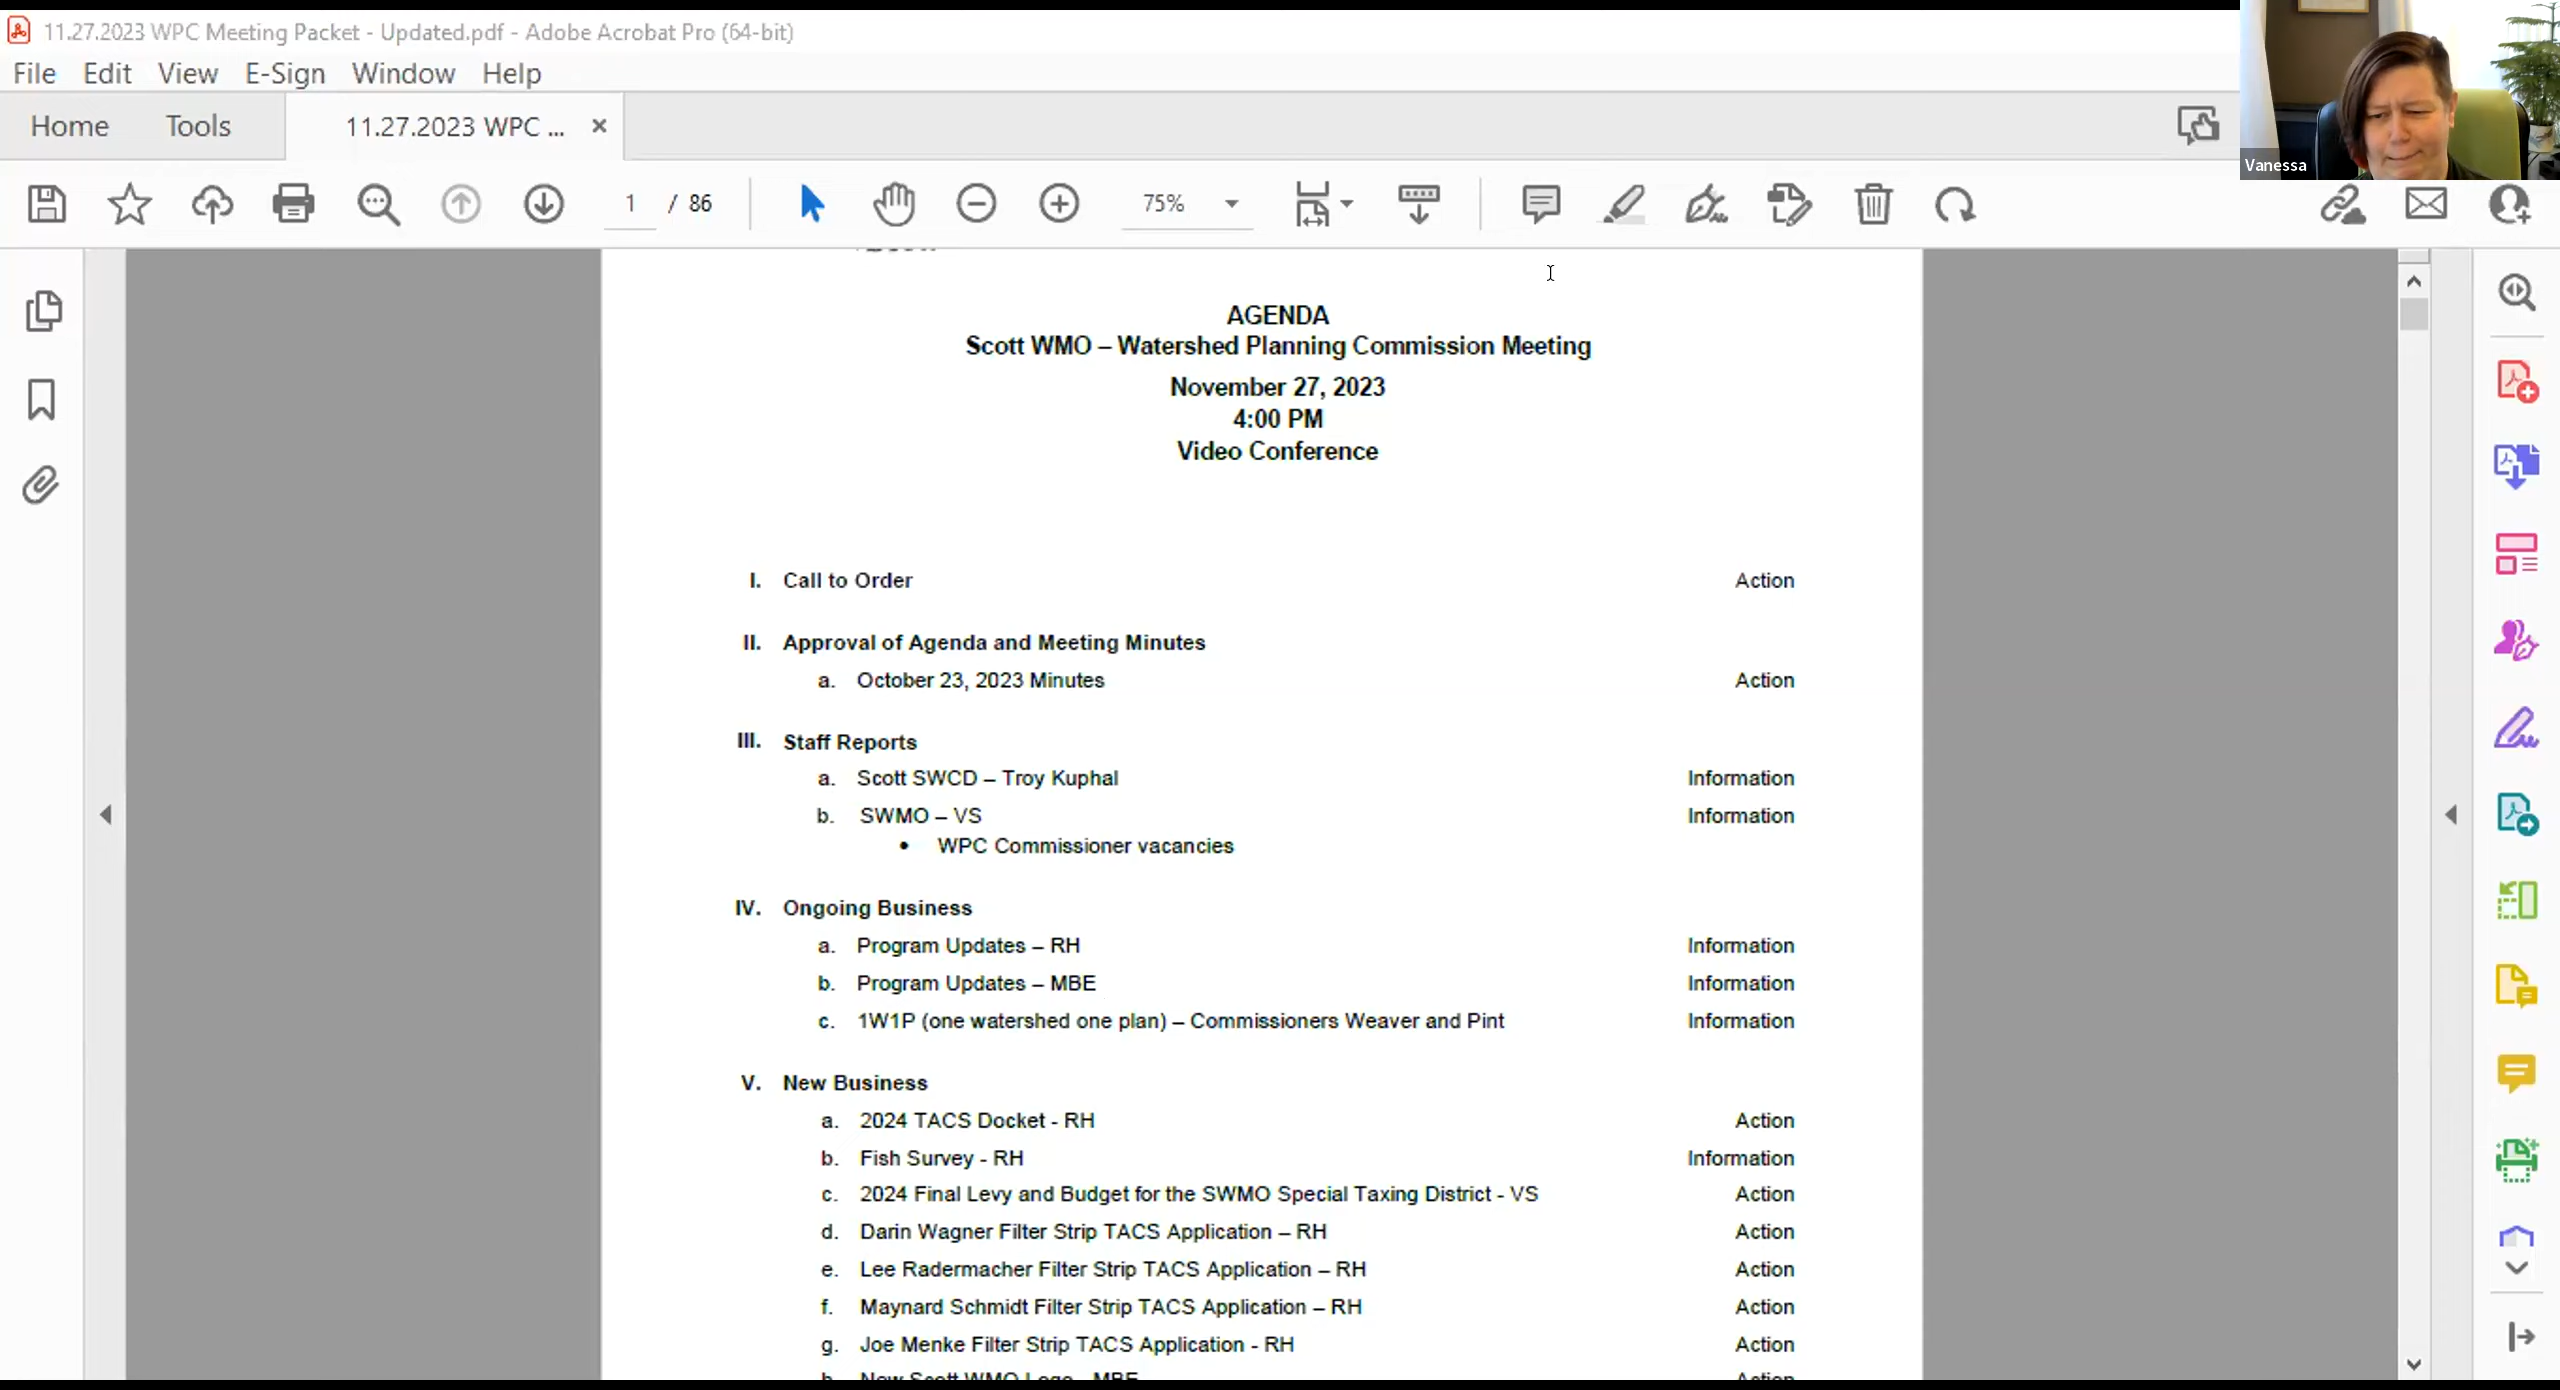 11.27.2023 WPC Meeting Packet - Updated.pdf - Adobe Acrobat Pro (64-bit)
File Edit View E-Sign Window Help
Home Tools 11.27.2023 WPC ...
Vanessa
1 / 86 75%
AGENDA
Scott WMO – Watershed Planning Commission Meeting
November 27, 2023
4:00 PM
Video Conference
I. Call to Order Action
II. Approval of Agenda and Meeting Minutes
a. October 23, 2023 Minutes Action
III. Staff Reports
a. Scott SWCD – Troy Kuphal Information
b. SWMO – VS Information
• WPC Commissioner vacancies
IV. Ongoing Business
a. Program Updates – RH Information
b. Program Updates – MBE Information
c. 1W1P (one watershed one plan) – Commissioners Weaver and Pint Information
V. New Business
a. 2024 TACS Docket - RH Action
b. Fish Survey - RH Information
c. 2024 Final Levy and Budget for the SWMO Special Taxing District - VS Action
d. Darin Wagner Filter Strip TACS Application – RH Action
e. Lee Radermacher Filter Strip TACS Application – RH Action
f. Maynard Schmidt Filter Strip TACS Application – RH Action
g. Joe Menke Filter Strip TACS Application - RH Action
h. New Scott WMO Logo - MBE Action